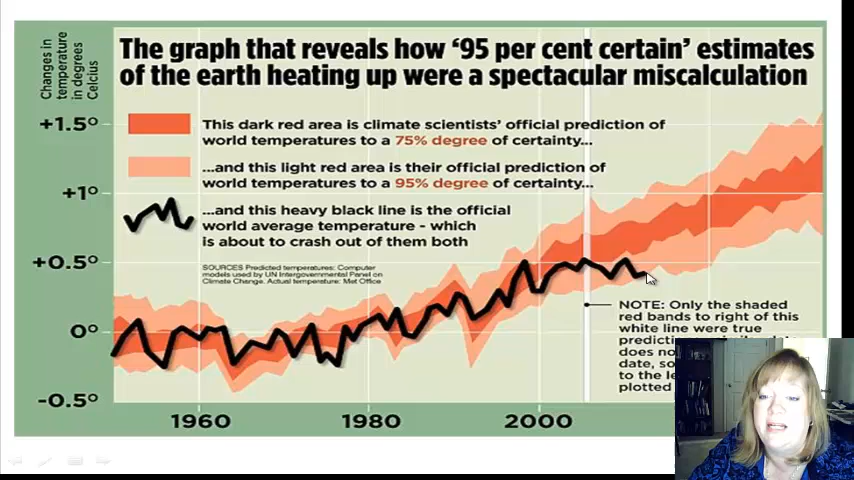 Changes in
temperature
in degrees
Celcius
The graph that reveals how ‘95 per cent certain’ estimates
of the earth heating up were a spectacular miscalculation
+1.5°
+1°
+0.5°
0°
-0.5°
This dark red area is climate scientists’ official prediction of
world temperatures to a 75% degree of certainty...
...and this light red area is their official prediction of
world temperatures to a 95% degree of certainty...
...and this heavy black line is the official
world average temperature - which
is about to crash out of them both
SOURCES Predicted temperatures: Computer
models used by UN Intergovernmental Panel on
Climate Change. Actual temperature: Met Office
NOTE: Only the shaded
red bands to right of this
white line were true
does
date,
to the
plotted
1960
1980
2000